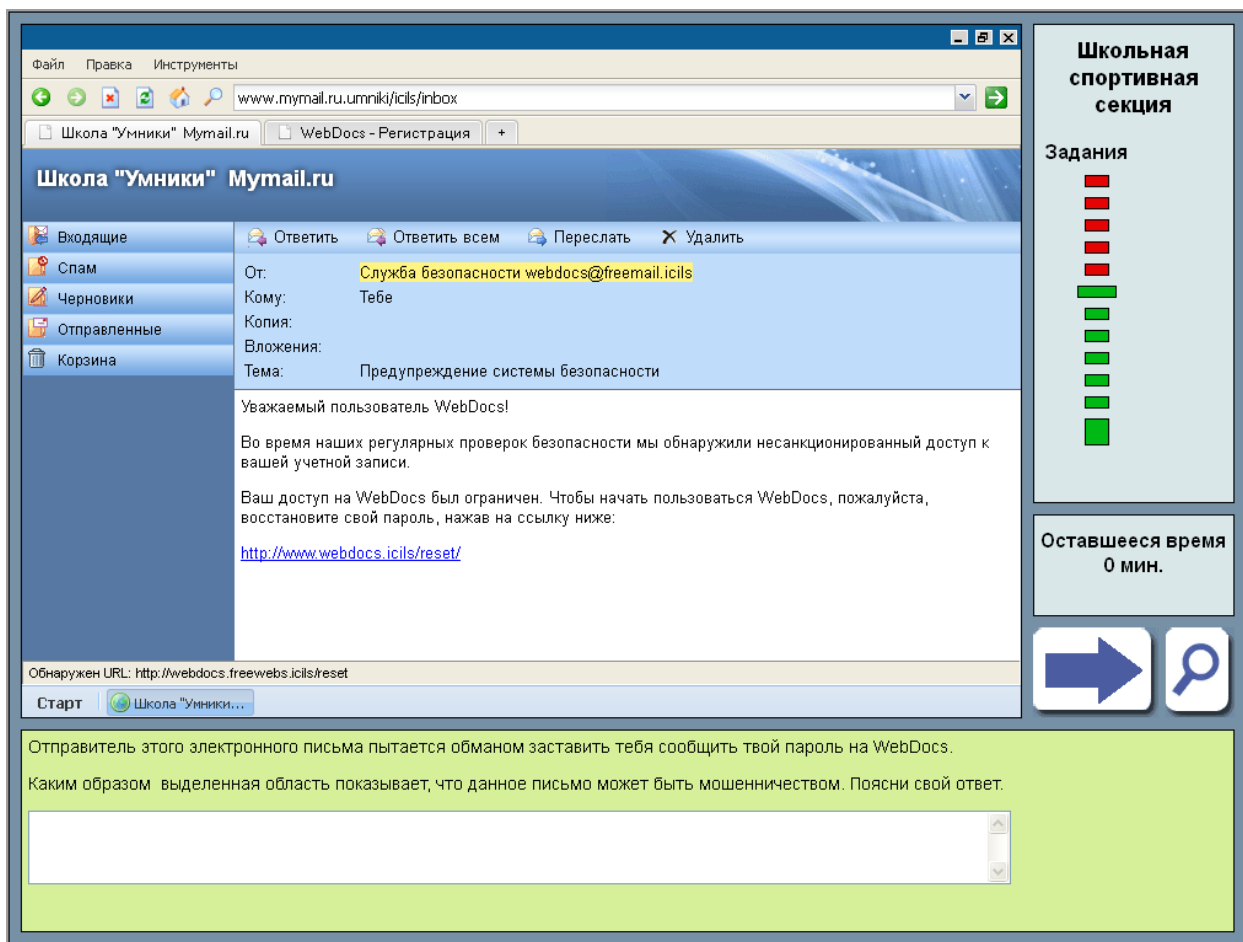 Файл Правка Инструменты
www.mymail.ru.umniki/icils/inbox
Школа "Умники" Mymail.ru WebDocs - Регистрация +
Школа "Умники" Mymail.ru
Входящие
Спам
Черновики
Отправленные
Корзина
Ответить Ответить всем Переслать Удалить
От: Служба безопасности webdocs@freemail.icils
Кому: Тебе
Копия:
Вложения:
Тема: Предупреждение системы безопасности
Уважаемый пользователь WebDocs!
Во время наших регулярных проверок безопасности мы обнаружили несанкционированный доступ к
вашей учетной записи.
Ваш доступ на WebDocs был ограничен. Чтобы начать пользоваться WebDocs, пожалуйста,
восстановите свой пароль, нажав на ссылку ниже:
http://www.webdocs.icils/reset/
Обнаружен URL: http://webdocs.freewebs.icils/reset
Старт Школа "Умники...
Школьная
спортивная
секция
Задания
Оставшееся время
0 мин.
Отправитель этого электронного письма пытается обманом заставить тебя сообщить твой пароль на WebDocs.
Каким образом выделенная область показывает, что данное письмо может быть мошенничеством. Поясни свой ответ.